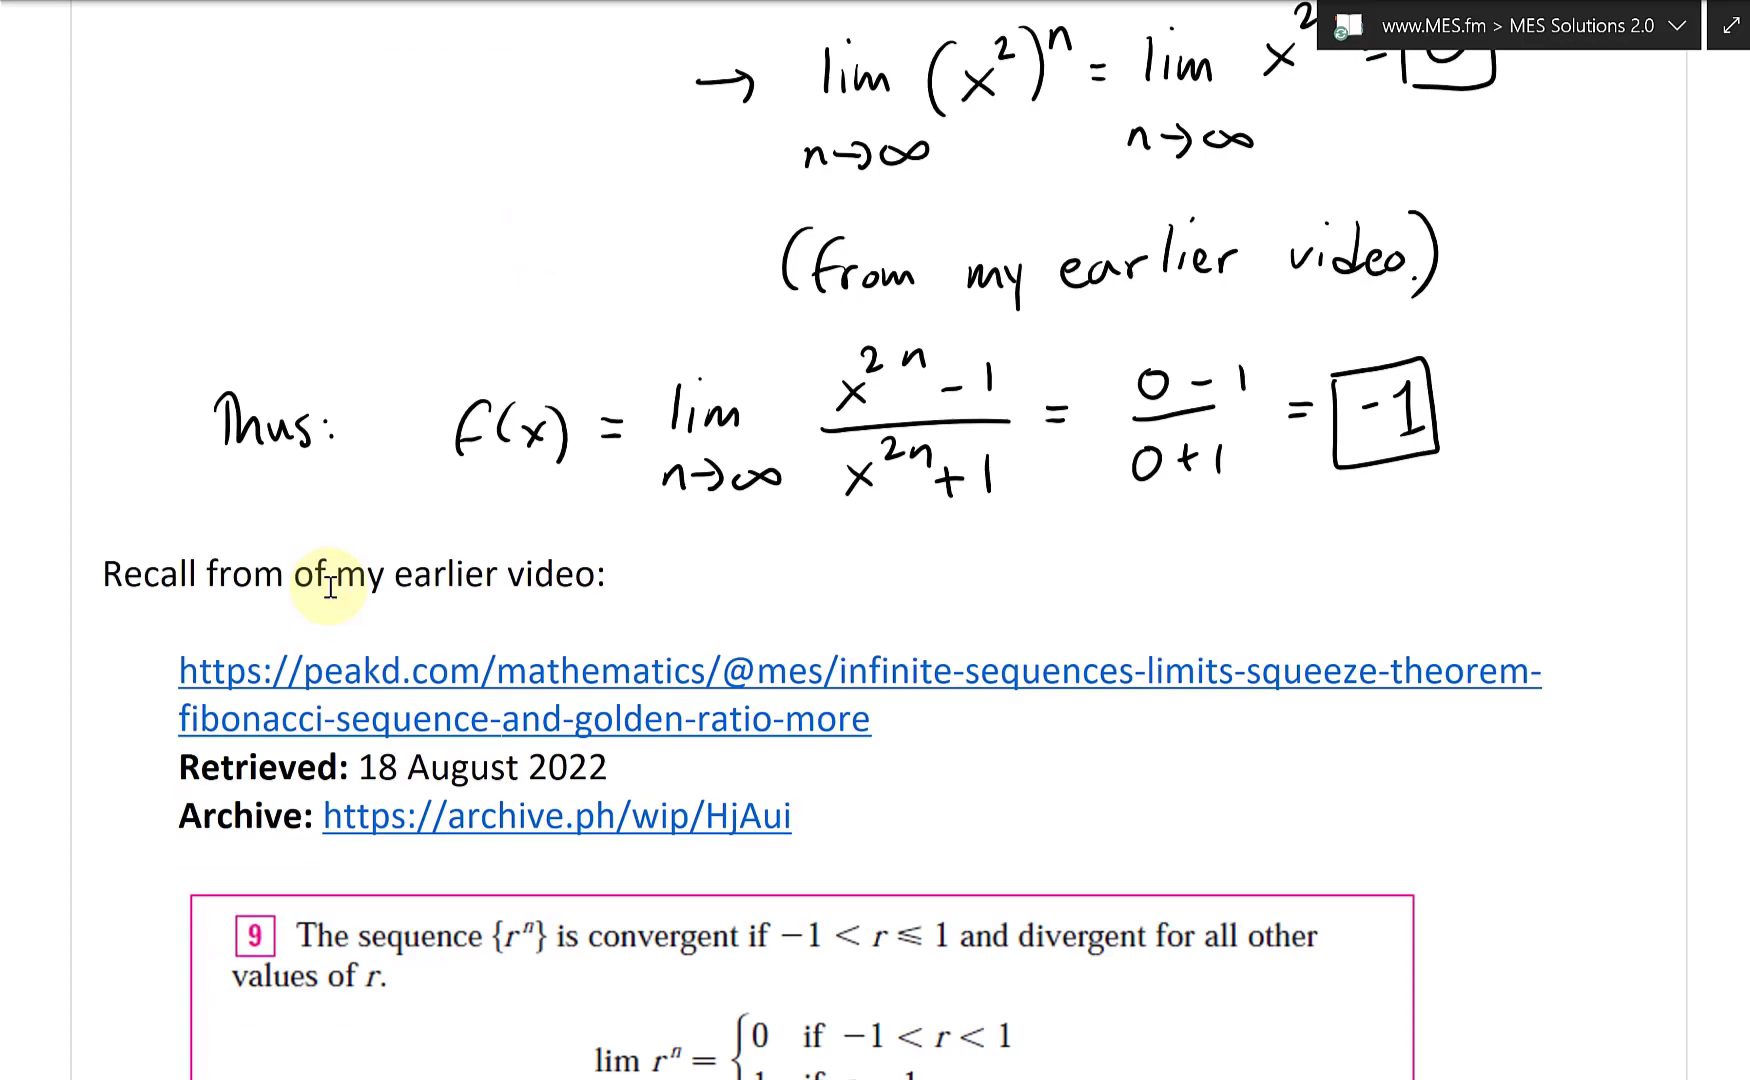 www.MES.fm > MES Solutions 2.0
→ lim (x²)ⁿ = lim x² =
n→∞ n→∞
(from my earlier video.)
Thus: f(x) = lim x²ⁿ - 1 / x²ⁿ + 1 = 0 - 1 / 0 + 1 = -1
n→∞
Recall from of my earlier video:
https://peakd.com/mathematics/@mes/infinite-sequences-limits-squeeze-theorem-
fibonacci-sequence-and-golden-ratio-more
Retrieved: 18 August 2022
Archive: https://archive.ph/wip/HjAui
9 The sequence {rⁿ} is convergent if −1 < r ⩽ 1 and divergent for all other
values of r.
lim rⁿ = { 0 if −1 < r < 1